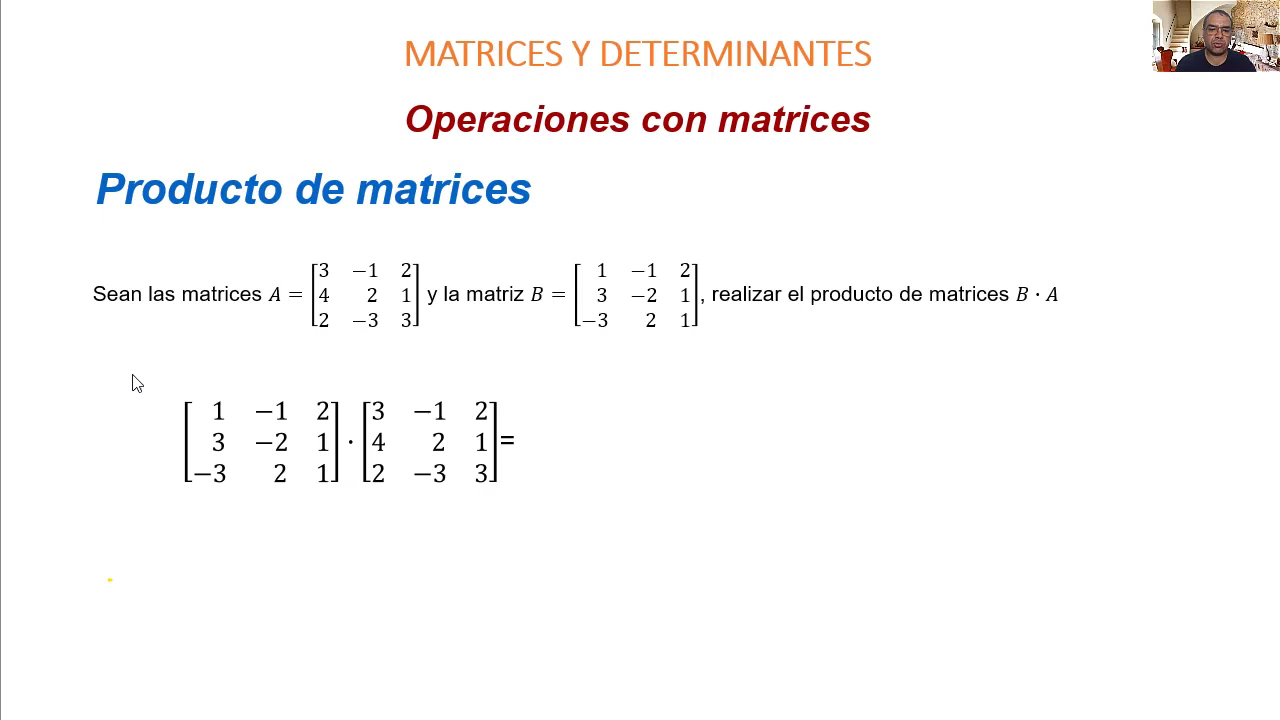 MATRICES Y DETERMINANTES
Operaciones con matrices
Producto de matrices
Sean las matrices A = [3 −1 2; 4 2 1; 2 −3 3] y la matriz B = [1 −1 2; 3 −2 1; −3 2 1], realizar el producto de matrices B · A
[1 −1 2; 3 −2 1; −3 2 1] · [3 −1 2; 4 2 1; 2 −3 3] =